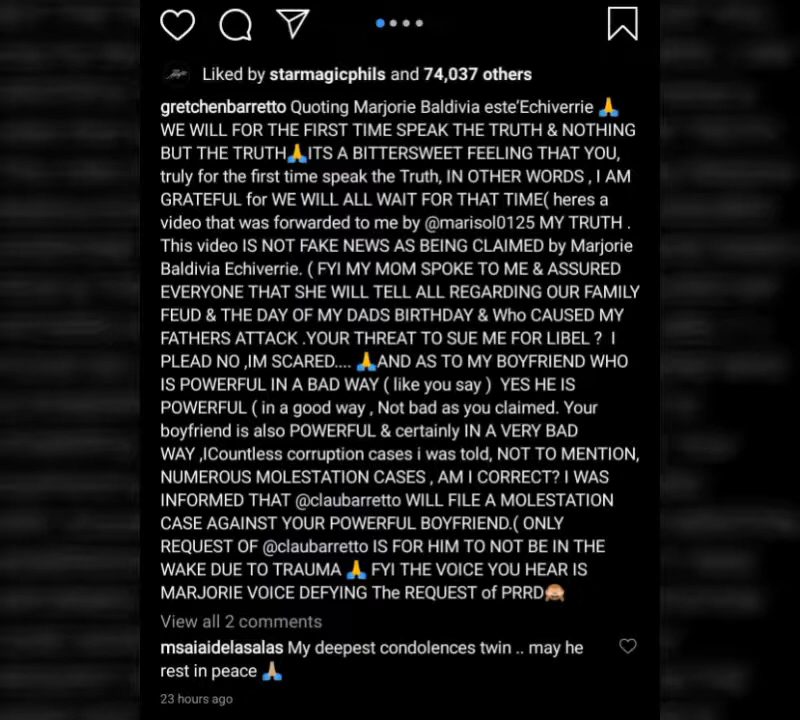 Liked by starmagicphils and 74,037 others
gretchenbarretto Quoting Marjorie Baldivia este'Echiverrie 🙏
WE WILL FOR THE FIRST TIME SPEAK THE TRUTH & NOTHING
BUT THE TRUTH🙏ITS A BITTERSWEET FEELING THAT YOU,
truly for the first time speak the Truth, IN OTHER WORDS , I AM
GRATEFUL for WE WILL ALL WAIT FOR THAT TIME( heres a
video that was forwarded to me by @marisol0125 MY TRUTH .
This video IS NOT FAKE NEWS AS BEING CLAIMED by Marjorie
Baldivia Echiverrie. ( FYI MY MOM SPOKE TO ME & ASSURED
EVERYONE THAT SHE WILL TELL ALL REGARDING OUR FAMILY
FEUD & THE DAY OF MY DADS BIRTHDAY & Who CAUSED MY
FATHERS ATTACK .YOUR THREAT TO SUE ME FOR LIBEL ? I
PLEAD NO ,IM SCARED.... 🙏AND AS TO MY BOYFRIEND WHO
IS POWERFUL IN A BAD WAY ( like you say ) YES HE IS
POWERFUL ( in a good way , Not bad as you claimed. Your
boyfriend is also POWERFUL & certainly IN A VERY BAD
WAY ,ICountless corruption cases i was told, NOT TO MENTION,
NUMEROUS MOLESTATION CASES , AM I CORRECT? I WAS
INFORMED THAT @claubarretto WILL FILE A MOLESTATION
CASE AGAINST YOUR POWERFUL BOYFRIEND.( ONLY
REQUEST OF @claubarretto IS FOR HIM TO NOT BE IN THE
WAKE DUE TO TRAUMA 🙏 FYI THE VOICE YOU HEAR IS
MARJORIE VOICE DEFYING The REQUEST of PRRD🙈
View all 2 comments
msaiaidelasalas My deepest condolences twin .. may he
rest in peace 🙏🏼
23 hours ago